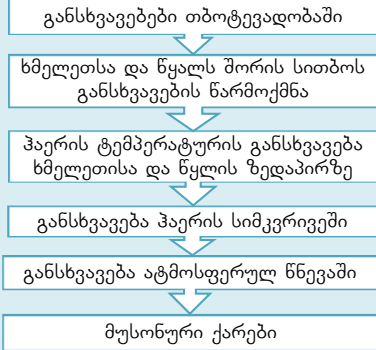 განსხვავებები თბოტევადობაში
ხმელეთსა და წყალს შორის სითბოს
განსხვავების წარმოქმნა
ჰაერის ტემპერატურის განსხვავება
ხმელეთისა და წყლის ზედაპირზე
განსხვავება ჰაერის სიმკვრივეში
განსხვავება ატმოსფერულ წნევაში
მუსონური ქარები